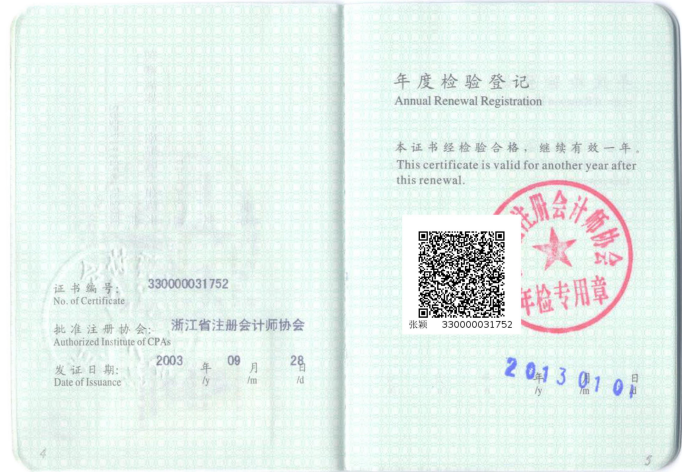 证书编号: 330000031752
No. of Certificate
批准注册协会: 浙江省注册会计师协会
Authorized Institute of CPAs
发证日期: 2003 年 09 月 28 日
Date of Issuance /y /m /d
4
年度检验登记
Annual Renewal Registration
本证书经检验合格，继续有效一年。
This certificate is valid for another year after
this renewal.
注册会计师协会
年检专用章
张颖 330000031752
2013 年 01 月 01 日
/y /m /d
5